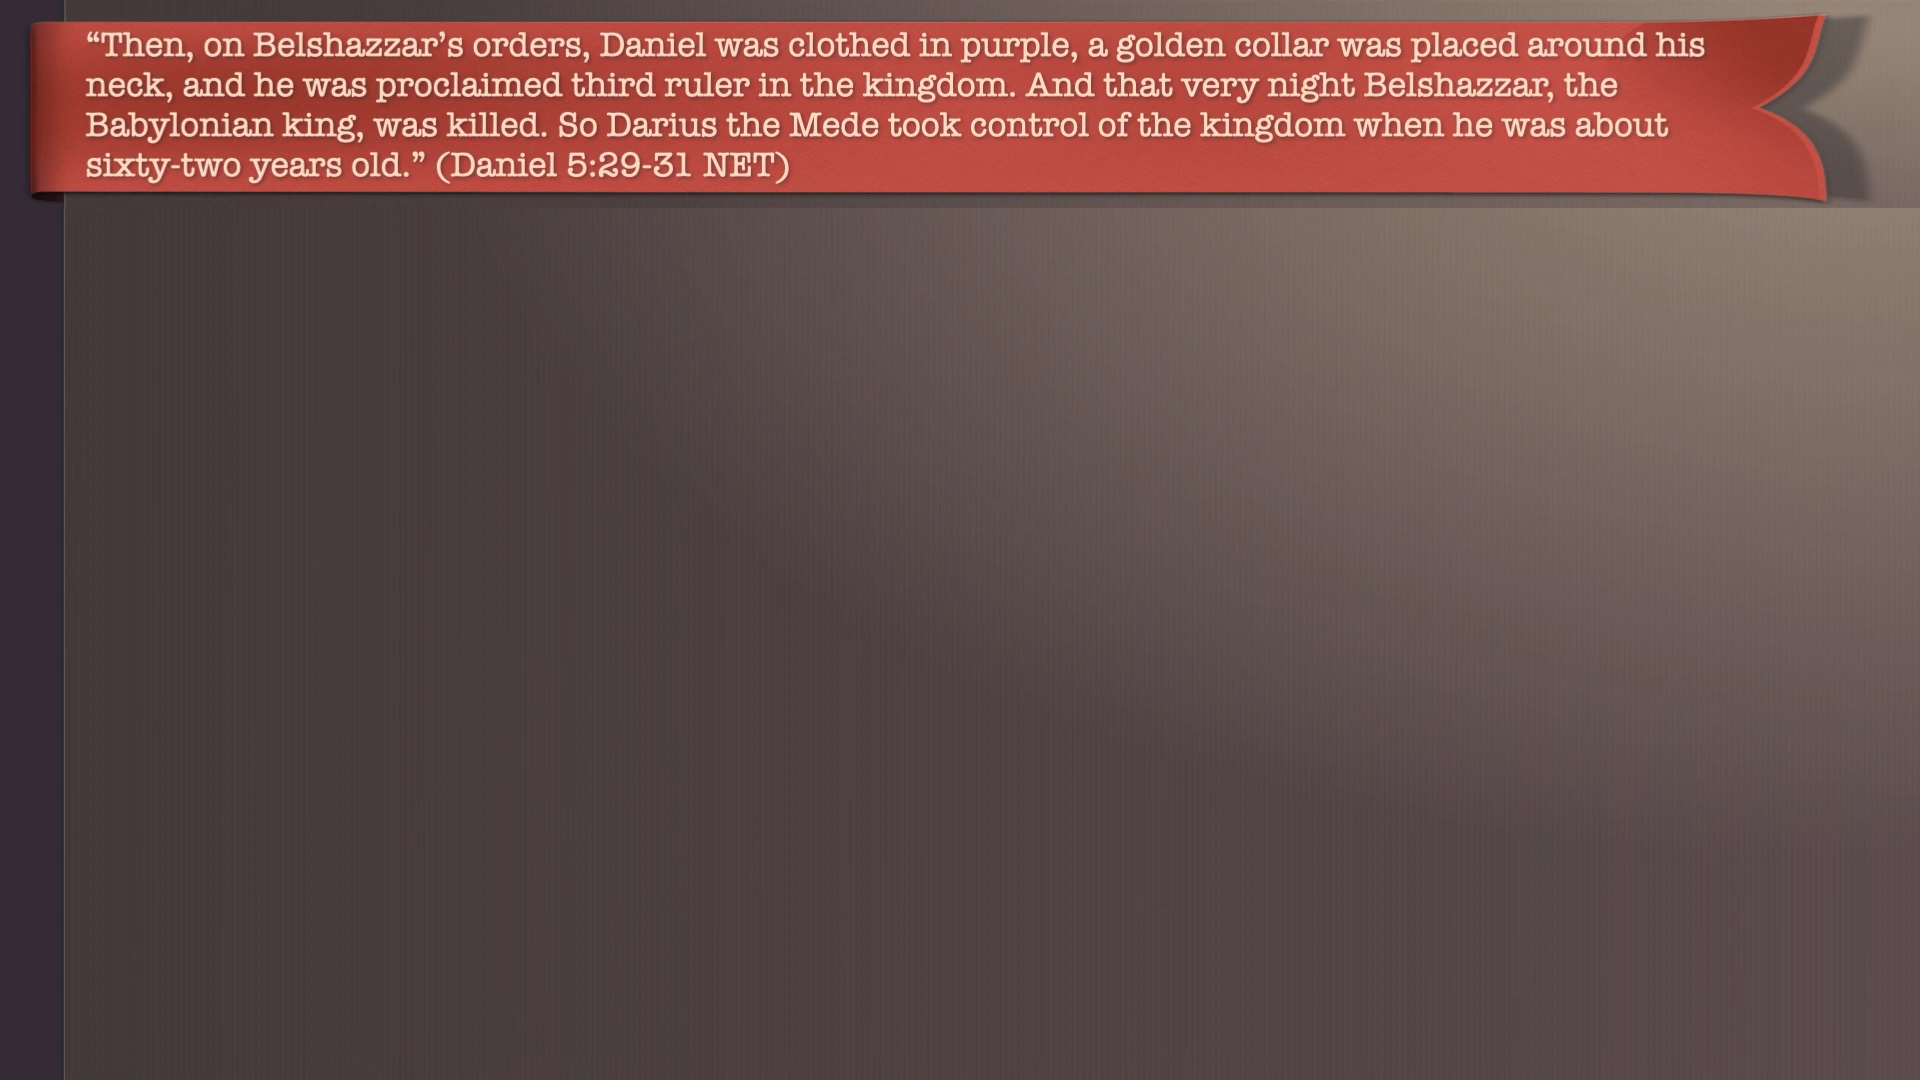 “Then, on Belshazzar’s orders, Daniel was clothed in purple, a golden collar was placed around his
neck, and he was proclaimed third ruler in the kingdom. And that very night Belshazzar, the
Babylonian king, was killed. So Darius the Mede took control of the kingdom when he was about
sixty-two years old.” (Daniel 5:29-31 NET)